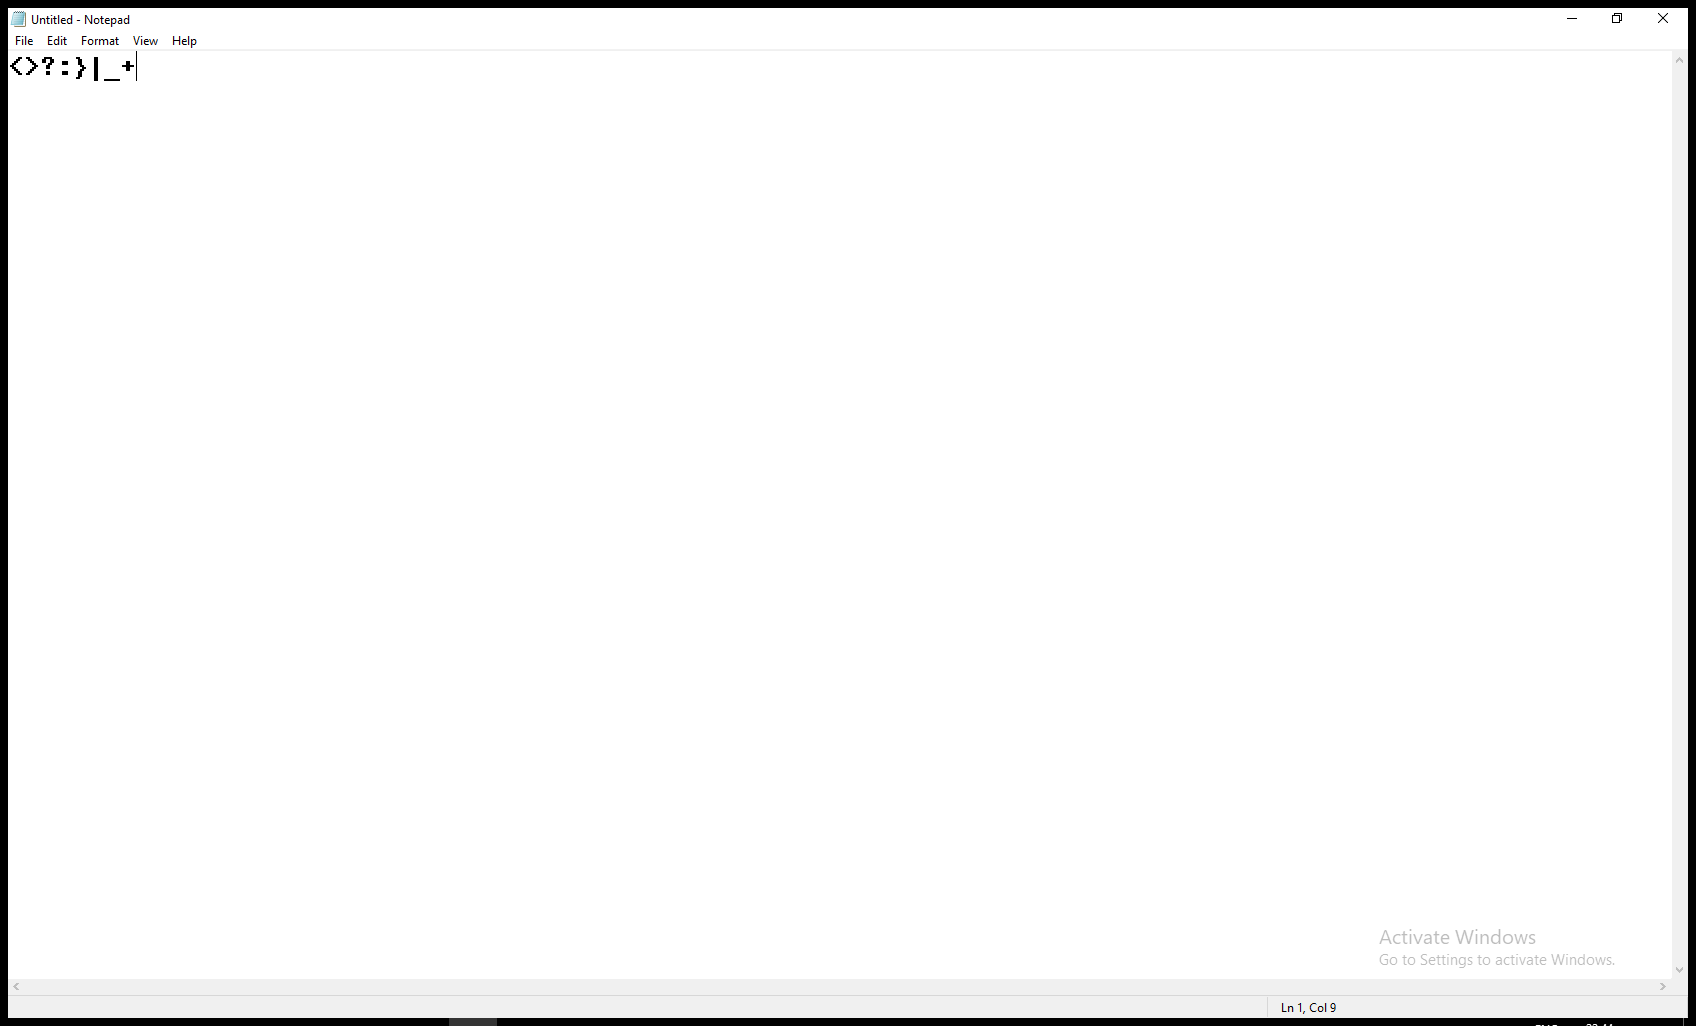 Untitled - Notepad
File Edit Format View Help
<>?:}|_+
Activate Windows
Go to Settings to activate Windows.
Ln 1, Col 9